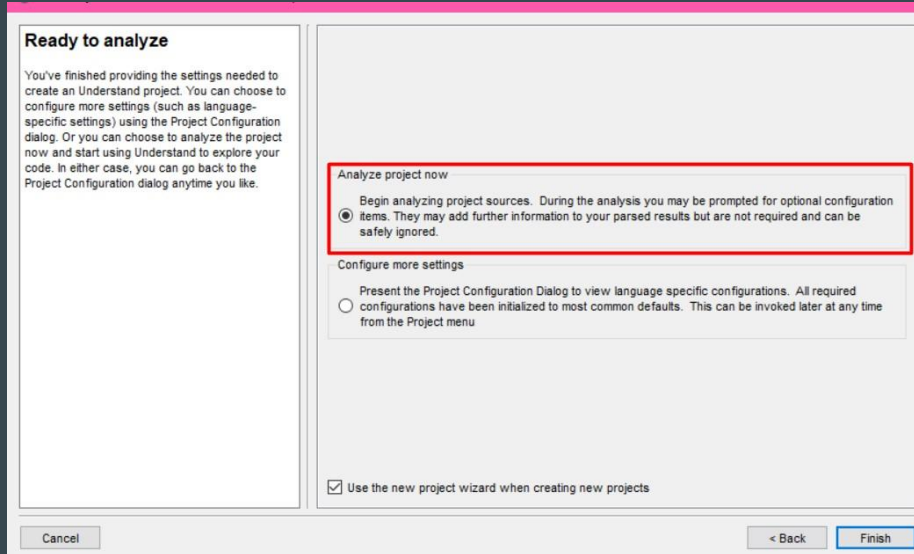 Ready to analyze
You've finished providing the settings needed to
create an Understand project. You can choose to
configure more settings (such as language-
specific settings) using the Project Configuration
dialog. Or you can choose to analyze the project
now and start using Understand to explore your
code. In either case, you can go back to the
Project Configuration dialog anytime you like.
Analyze project now
Begin analyzing project sources. During the analysis you may be prompted for optional configuration
items. They may add further information to your parsed results but are not required and can be
safely ignored.
Configure more settings
Present the Project Configuration Dialog to view language specific configurations. All required
configurations have been initialized to most common defaults. This can be invoked later at any time
from the Project menu
Use the new project wizard when creating new projects
Cancel
< Back
Finish